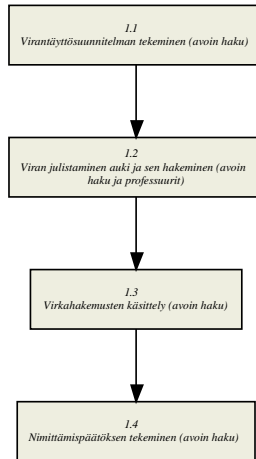 1.1
Virantäyttösuunnitelman tekeminen (avoin haku)
1.2
Viran julistaminen auki ja sen hakeminen (avoin
haku ja professuurit)
1.3
Virkahakemusten käsittely (avoin haku)
1.4
Nimittämispäätöksen tekeminen (avoin haku)